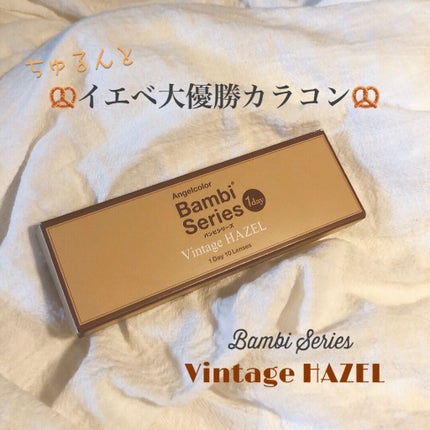 ちゅるんと
🥨イエベ大優勝カラコン🥨
Angelcolor
Bambi®
Series 1day
バンビシリーズ
Vintage HAZEL
1 Day 10 Lenses
Bambi Series
Vintage HAZEL